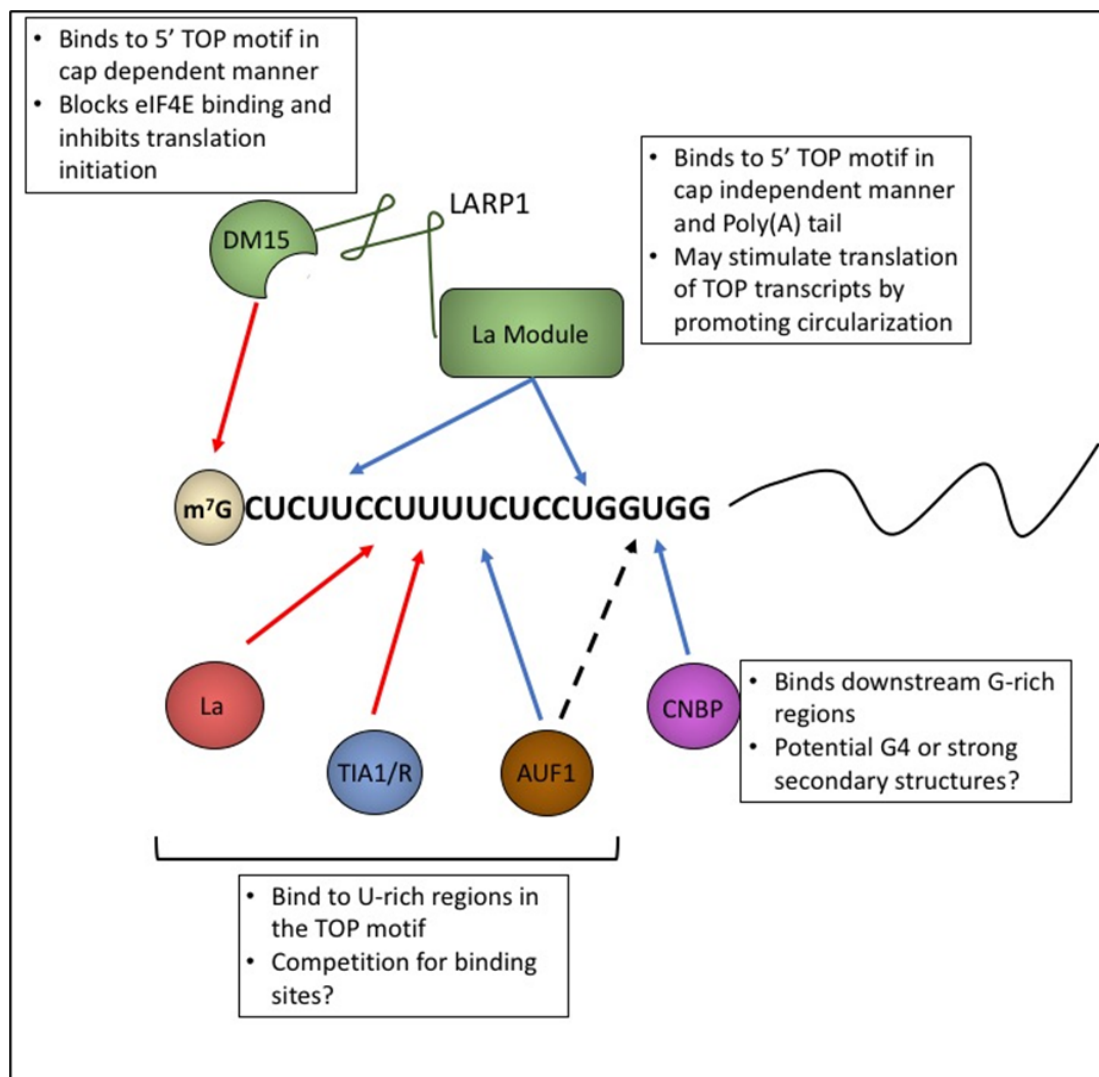 • Binds to 5’ TOP motif in
cap dependent manner
• Blocks eIF4E binding and
inhibits translation
initiation
• Binds to 5’ TOP motif in
cap independent manner
and Poly(A) tail
• May stimulate translation
of TOP transcripts by
promoting circularization
LARP1
DM15
La Module
m⁷G CUCUUCCUUUUCUCCUGGUGG
La
TIA1/R
AUF1
CNBP
• Binds downstream G-rich
regions
• Potential G4 or strong
secondary structures?
• Bind to U-rich regions in
the TOP motif
• Competition for binding
sites?